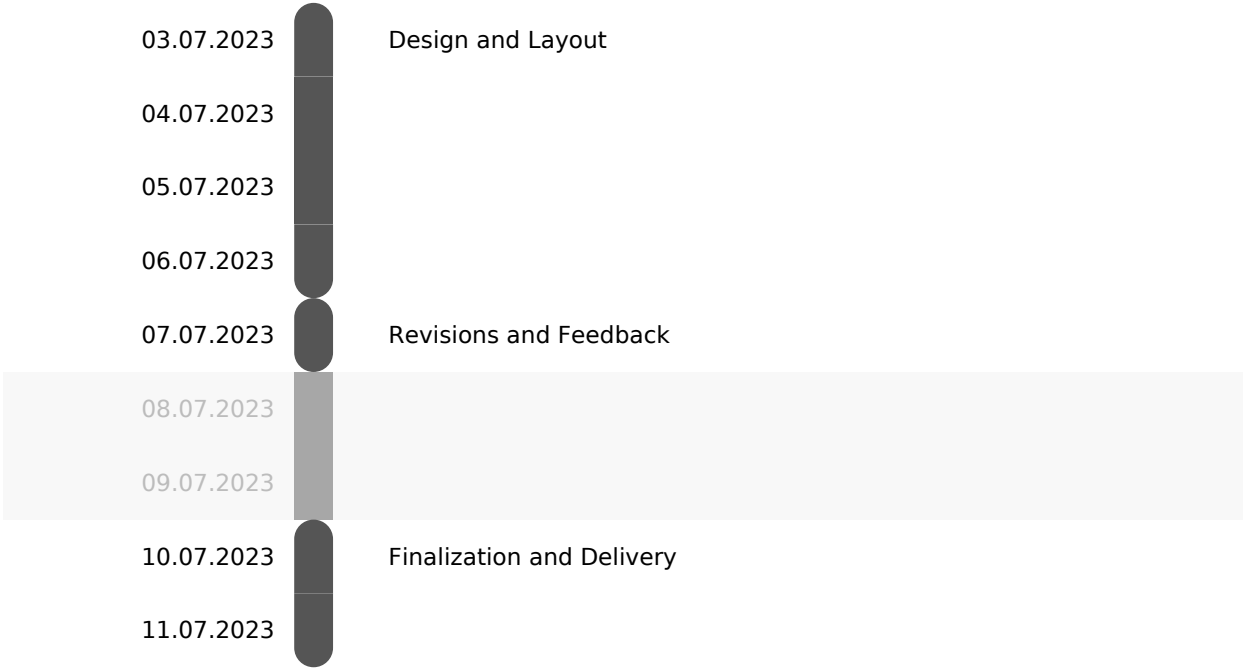 03.07.2023 Design and Layout
04.07.2023
05.07.2023
06.07.2023
07.07.2023 Revisions and Feedback
08.07.2023
09.07.2023
10.07.2023 Finalization and Delivery
11.07.2023